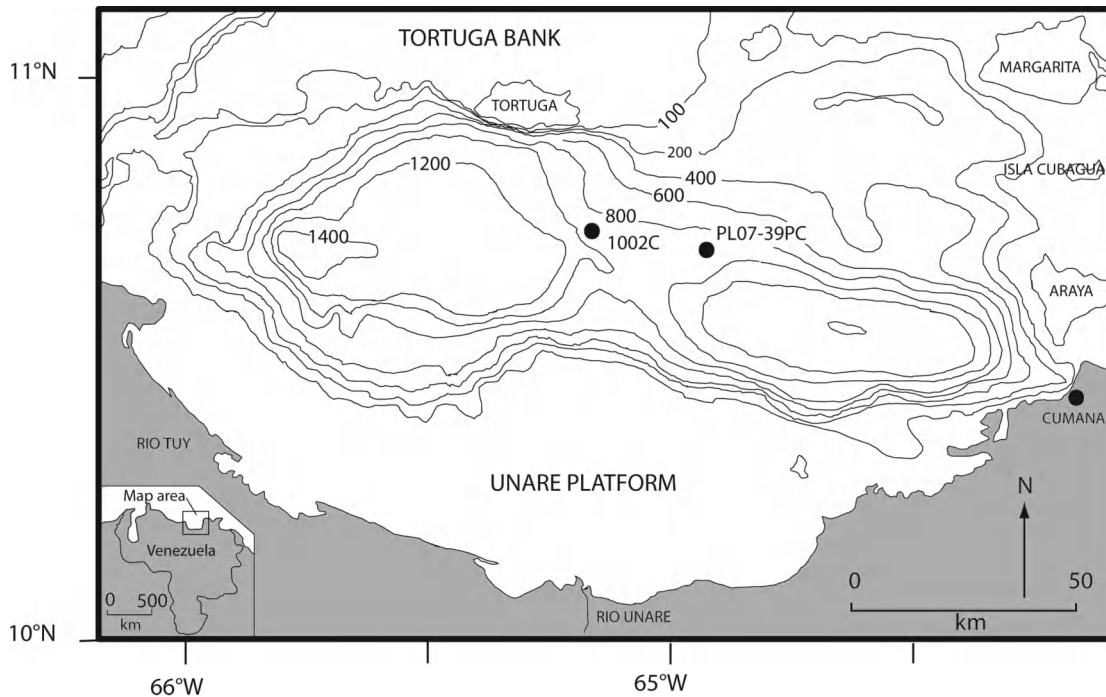 TORTUGA BANK
11°N
MARGARITA
TORTUGA
100
200
1200
400
ISLA CUBAGUA
600
800
PL07-39PC
1002C
1400
ARAYA
CUMANA
RIO TUY
UNARE PLATFORM
Map area
N
Venezuela
0 50
0 500
km
km
RIO UNARE
10°N
66°W
65°W